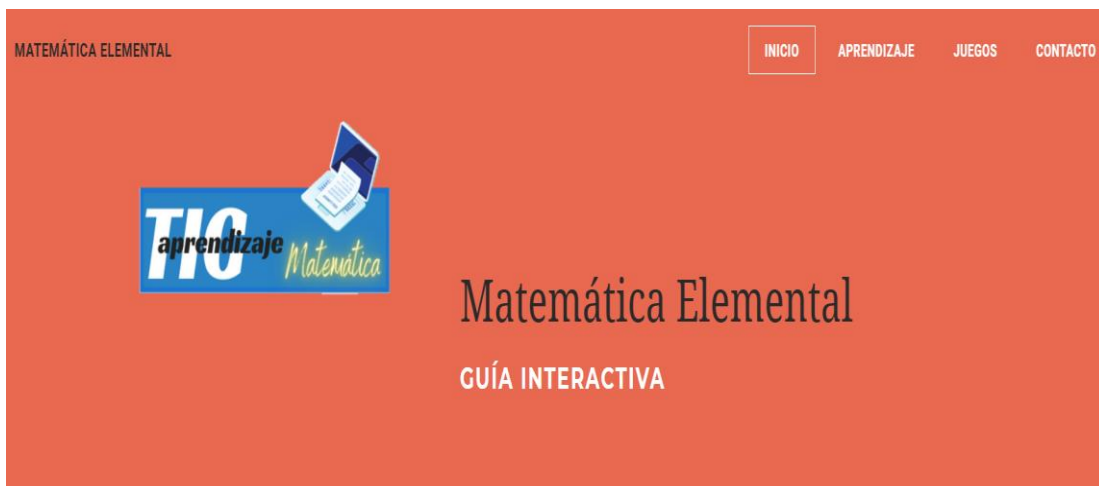 MATEMÁTICA ELEMENTAL
INICIO APRENDIZAJE JUEGOS CONTACTO
TIC
aprendizaje
Matemática
Matemática Elemental
GUÍA INTERACTIVA